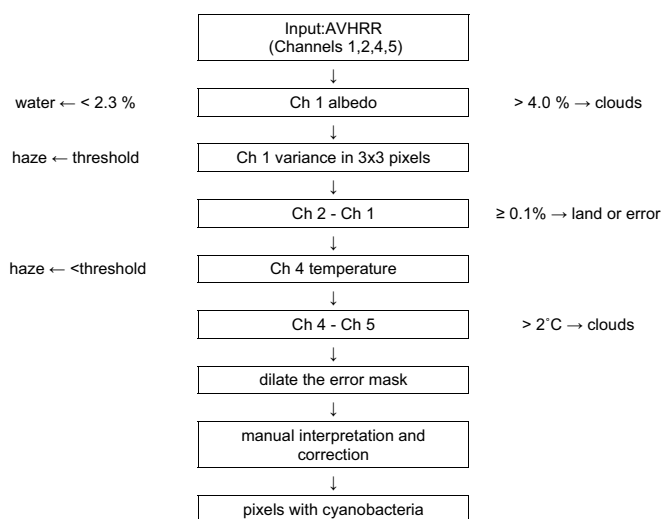 Input:AVHRR
(Channels 1,2,4,5)
↓
water ← < 2.3 % Ch 1 albedo > 4.0 % → clouds
↓
haze ← threshold Ch 1 variance in 3x3 pixels
↓
Ch 2 - Ch 1 ≥ 0.1% → land or error
↓
haze ← <threshold Ch 4 temperature
↓
Ch 4 - Ch 5 > 2˚C → clouds
↓
dilate the error mask
↓
manual interpretation and
correction
↓
pixels with cyanobacteria